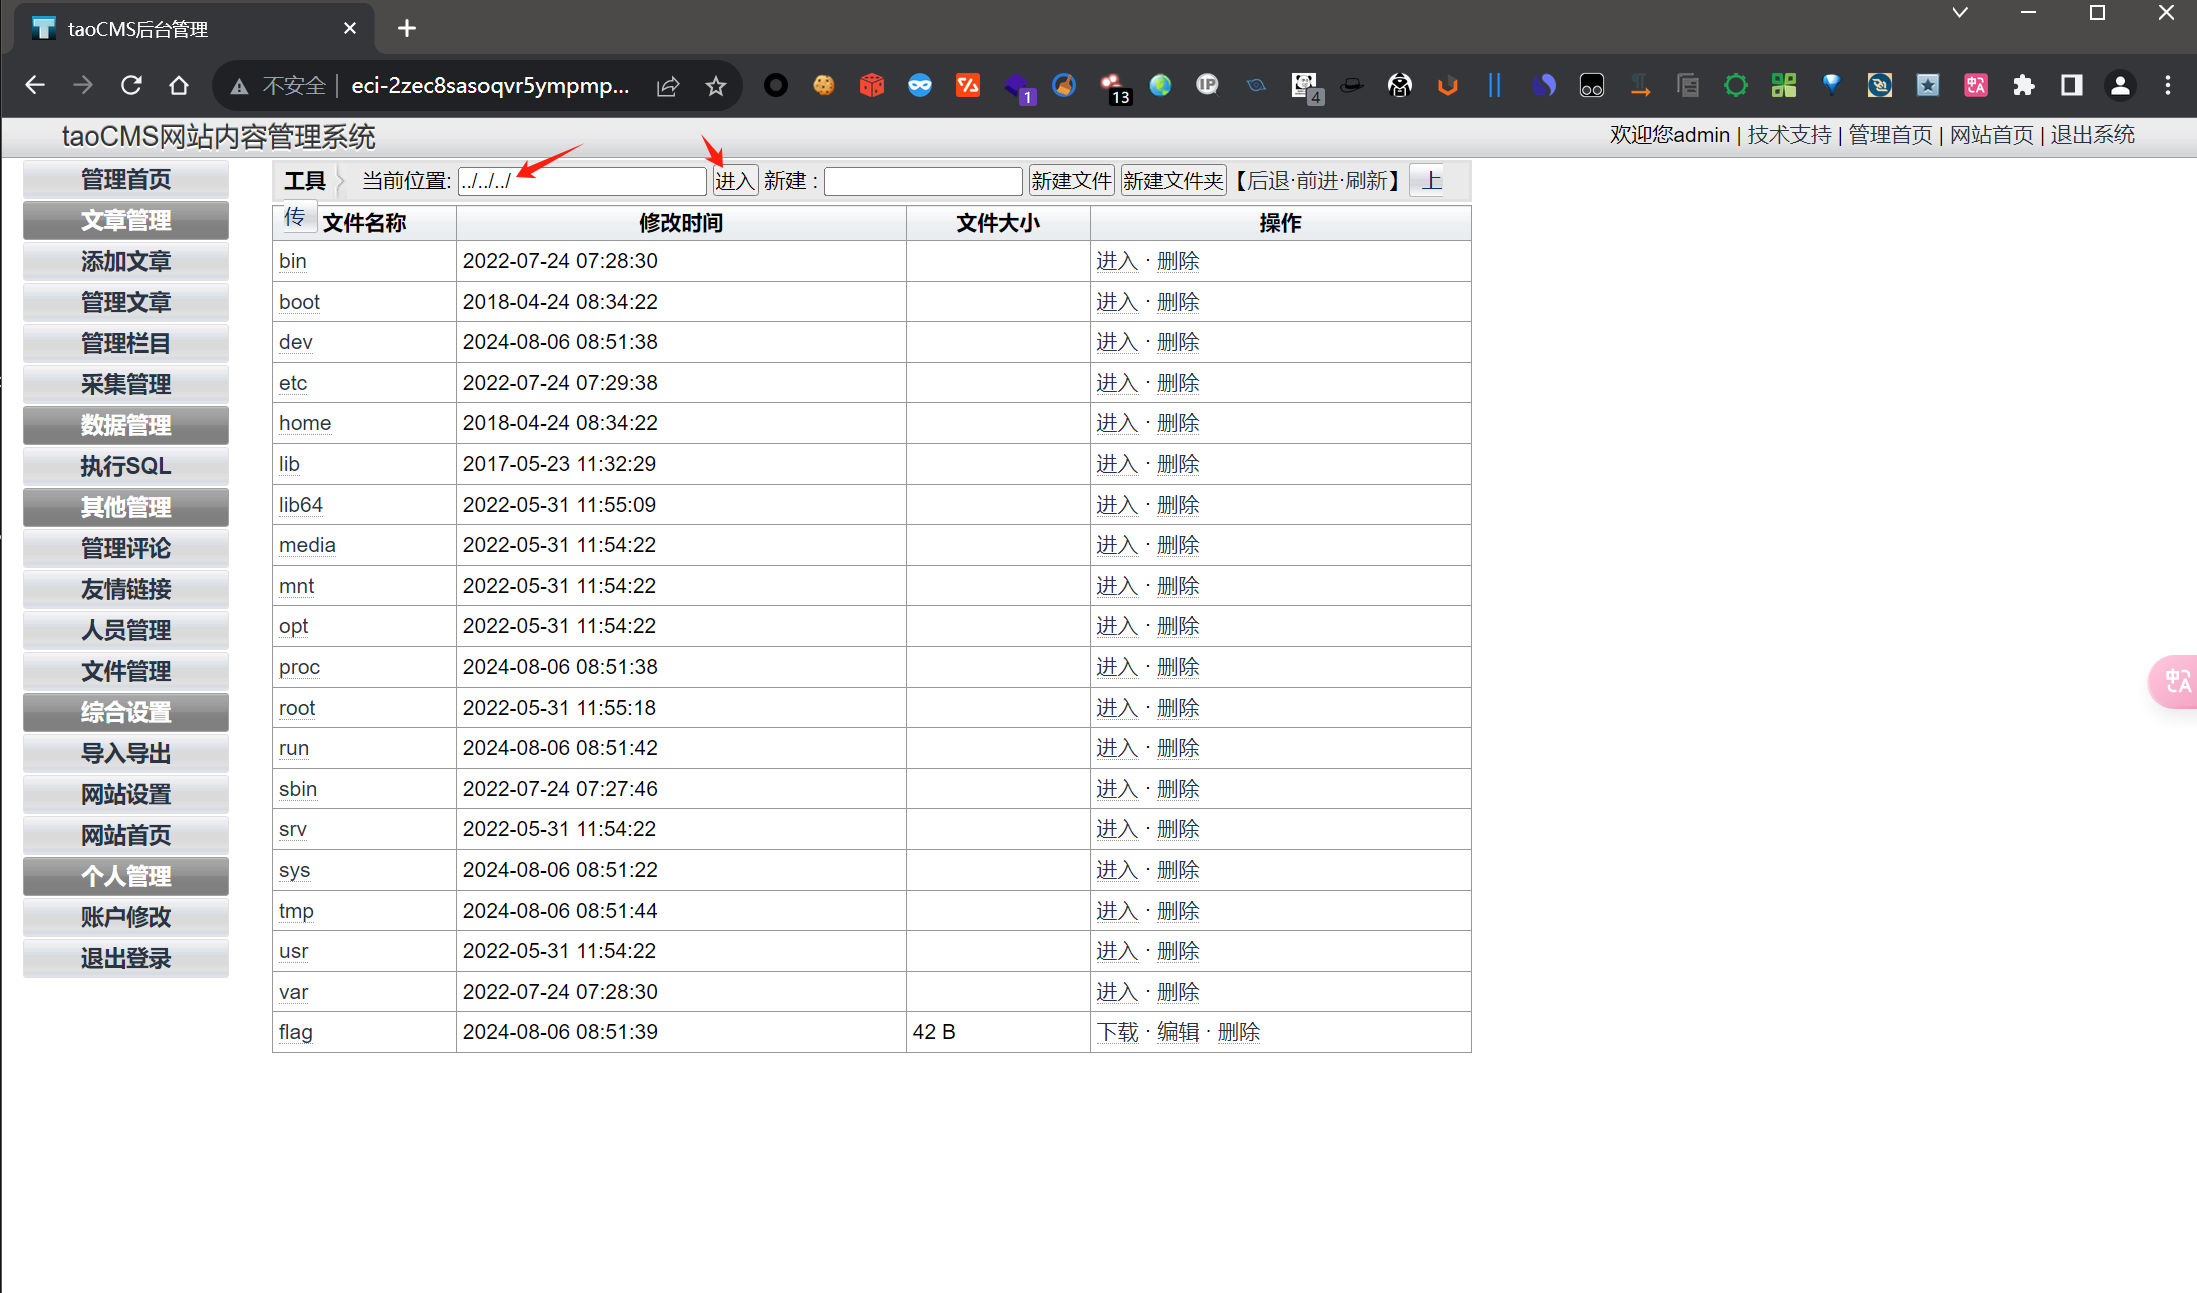 taoCMS后台管理
不安全 eci-2zec8sasoqvr5ympmp...
1 13 IP 4
taoCMS网站内容管理系统
欢迎您admin | 技术支持 | 管理首页 | 网站首页 | 退出系统
管理首页
文章管理
添加文章
管理文章
管理栏目
采集管理
数据管理
执行SQL
其他管理
管理评论
友情链接
人员管理
文件管理
综合设置
导入导出
网站设置
网站首页
个人管理
账户修改
退出登录
工具 当前位置: ../../../ 进入 新建 : 新建文件 新建文件夹 【后退·前进·刷新】 上
传 文件名称 修改时间 文件大小 操作
bin 2022-07-24 07:28:30 进入 · 删除
boot 2018-04-24 08:34:22 进入 · 删除
dev 2024-08-06 08:51:38 进入 · 删除
etc 2022-07-24 07:29:38 进入 · 删除
home 2018-04-24 08:34:22 进入 · 删除
lib 2017-05-23 11:32:29 进入 · 删除
lib64 2022-05-31 11:55:09 进入 · 删除
media 2022-05-31 11:54:22 进入 · 删除
mnt 2022-05-31 11:54:22 进入 · 删除
opt 2022-05-31 11:54:22 进入 · 删除
proc 2024-08-06 08:51:38 进入 · 删除
root 2022-05-31 11:55:18 进入 · 删除
run 2024-08-06 08:51:42 进入 · 删除
sbin 2022-07-24 07:27:46 进入 · 删除
srv 2022-05-31 11:54:22 进入 · 删除
sys 2024-08-06 08:51:22 进入 · 删除
tmp 2024-08-06 08:51:44 进入 · 删除
usr 2022-05-31 11:54:22 进入 · 删除
var 2022-07-24 07:28:30 进入 · 删除
flag 2024-08-06 08:51:39 42 B 下载 · 编辑 · 删除